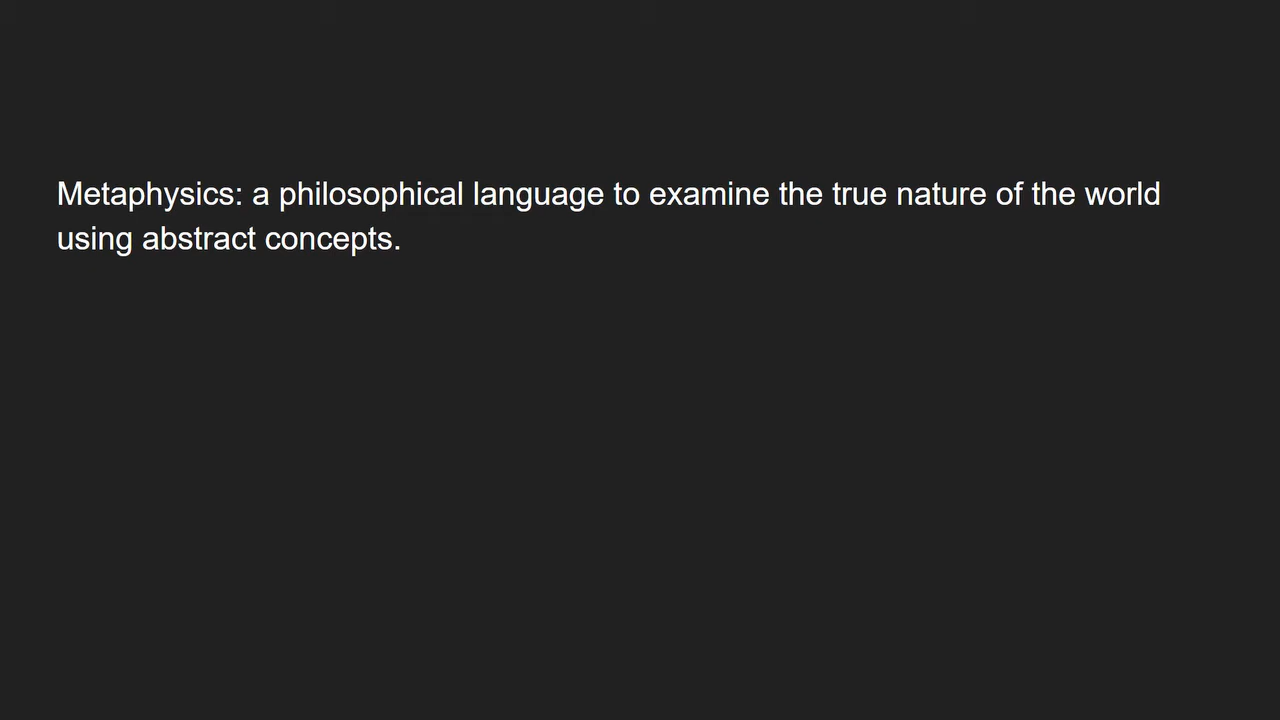 Metaphysics: a philosophical language to examine the true nature of the world
using abstract concepts.